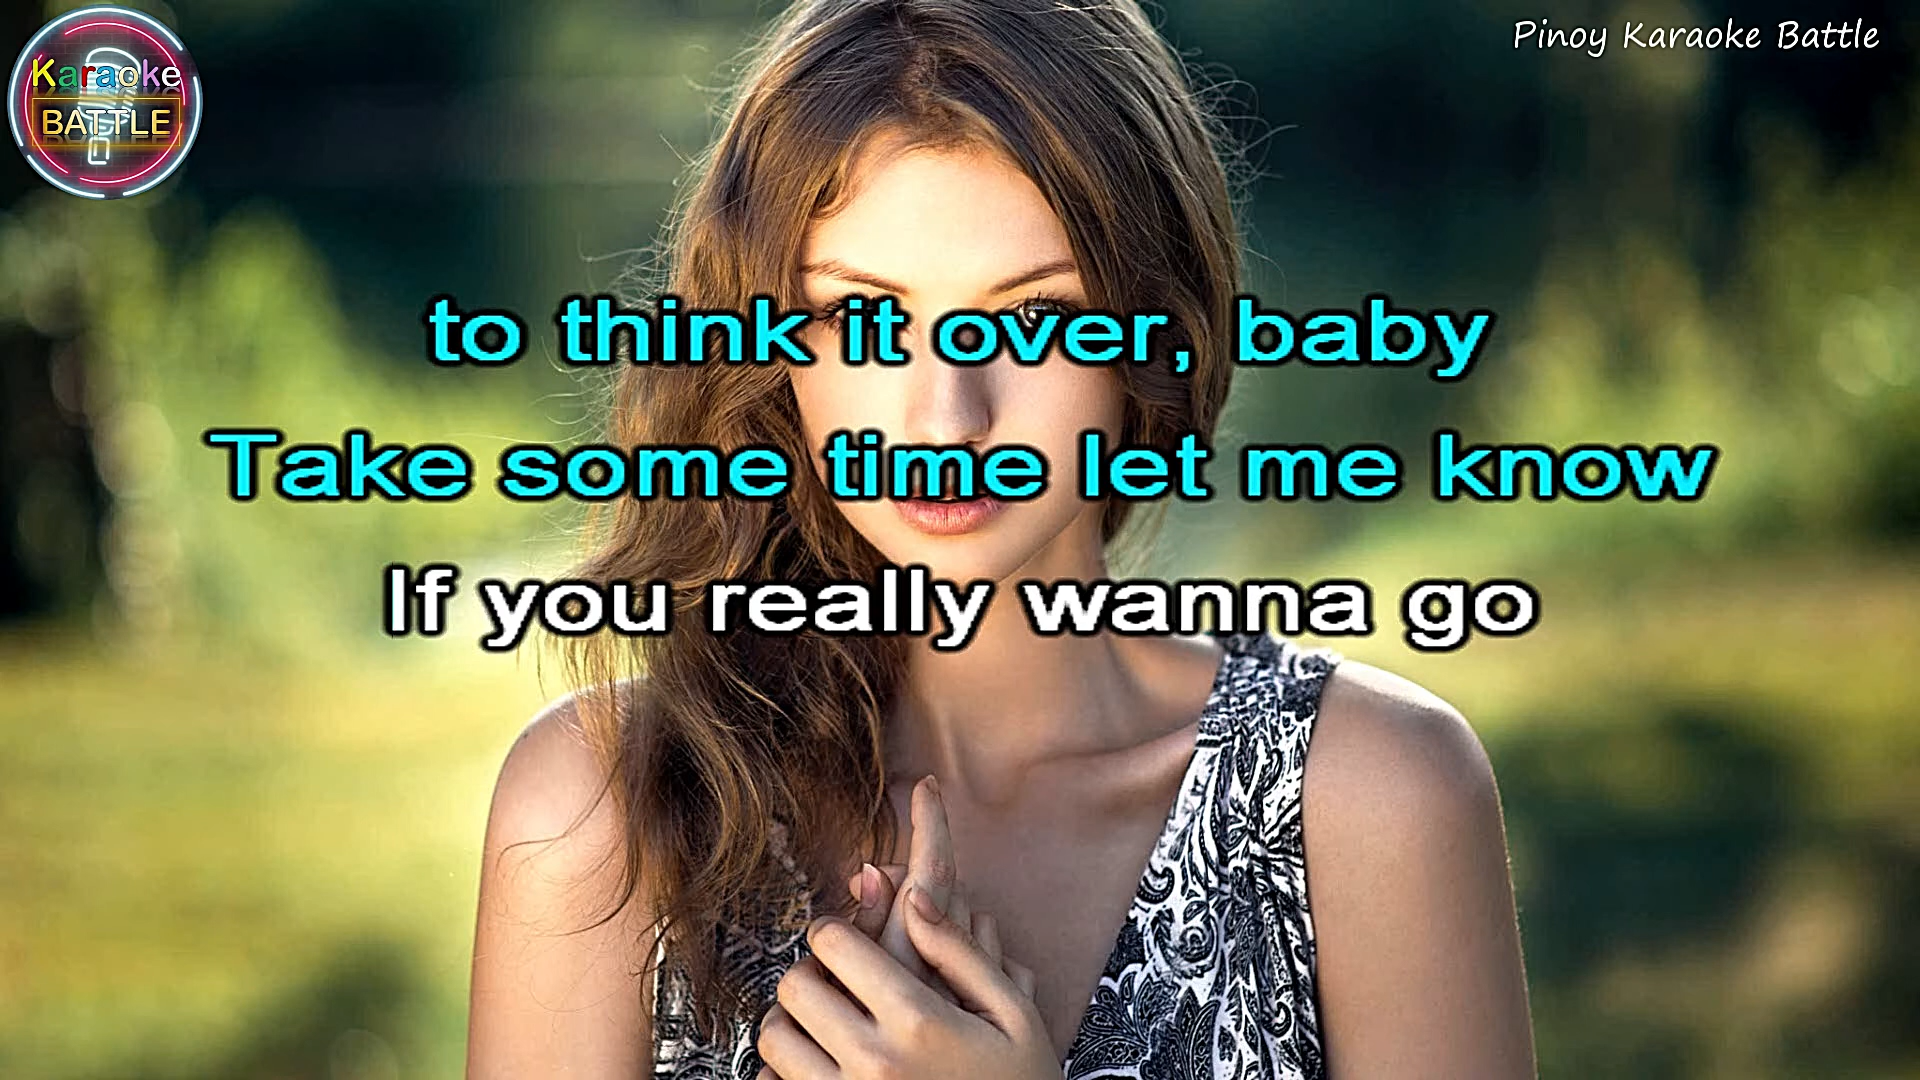 Karaoke
BATTLE
Pinoy Karaoke Battle
to think it over, baby
Take some time let me know
If you really wanna go